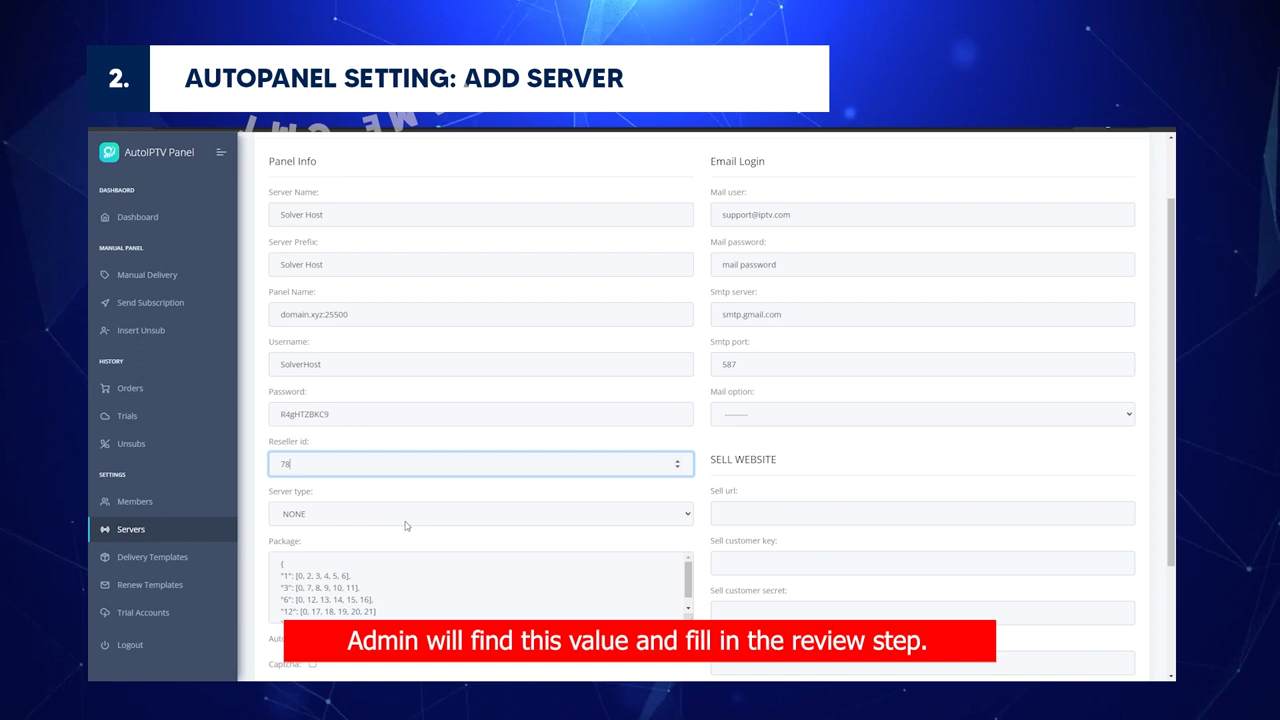 2.
AUTOPANEL SETTING: ADD SERVER
AutoIPTV Panel
DASHBAORD
Dashboard
MANUAL PANEL
Manual Delivery
Send Subscription
Insert Unsub
HISTORY
Orders
Trials
Unsubs
SETTINGS
Members
Servers
Delivery Templates
Renew Templates
Trial Accounts
Logout
Panel Info
Server Name:
Solver Host
Server Prefix:
Solver Host
Panel Name:
domain.xyz:25500
Username:
SolverHost
Password:
R4gHTZBKC9
Reseller id:
78
Server type:
NONE
Package:
{
"1": [0, 2, 3, 4, 5, 6],
"3": [0, 7, 8, 9, 10, 11],
"6": [0, 12, 13, 14, 15, 16],
"12": [0, 17, 18, 19, 20, 21]
Captcha:
Email Login
Mail user:
support@iptv.com
Mail password:
mail password
Smtp server:
smtp.gmail.com
Smtp port:
587
Mail option:
---------
SELL WEBSITE
Sell url:
Sell customer key:
Sell customer secret:
Admin will find this value and fill in the review step.